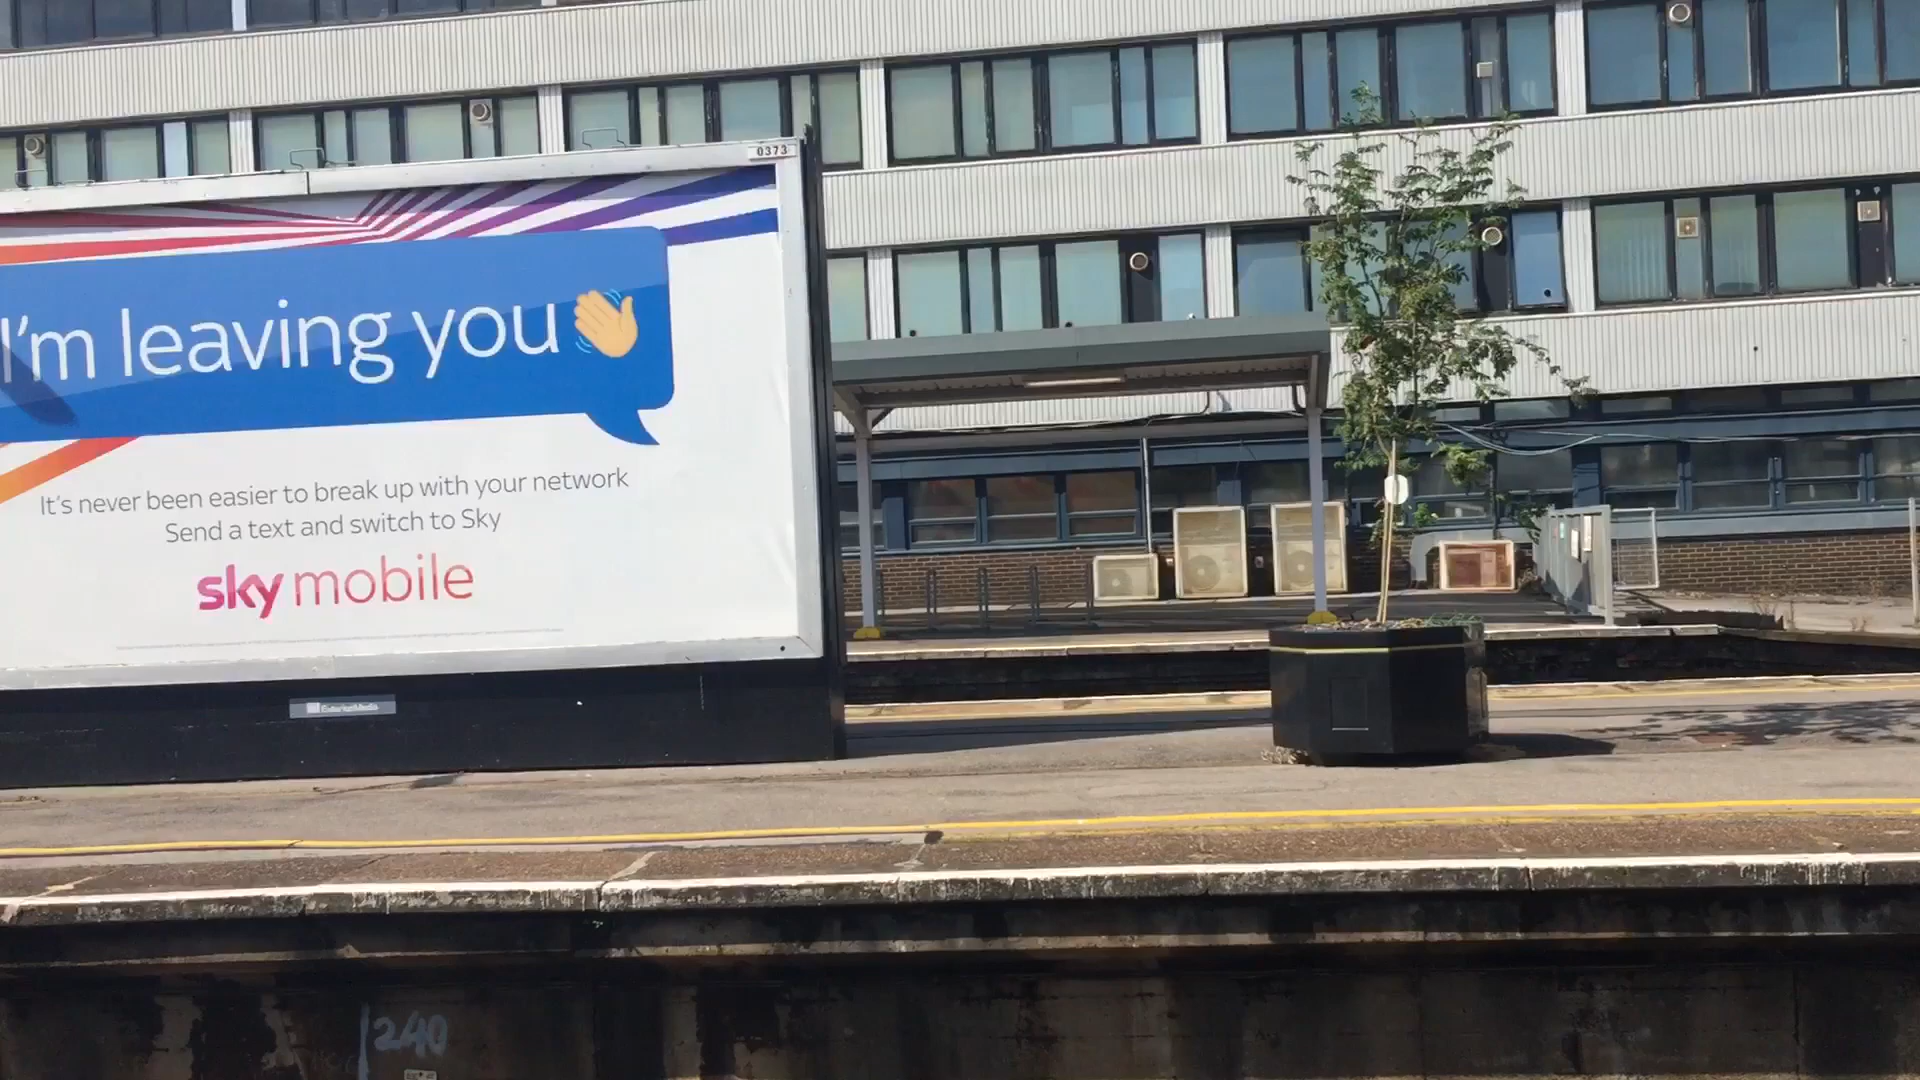 0373
I'm leaving you 👋
It's never been easier to break up with your network
Send a text and switch to Sky
sky mobile
1240